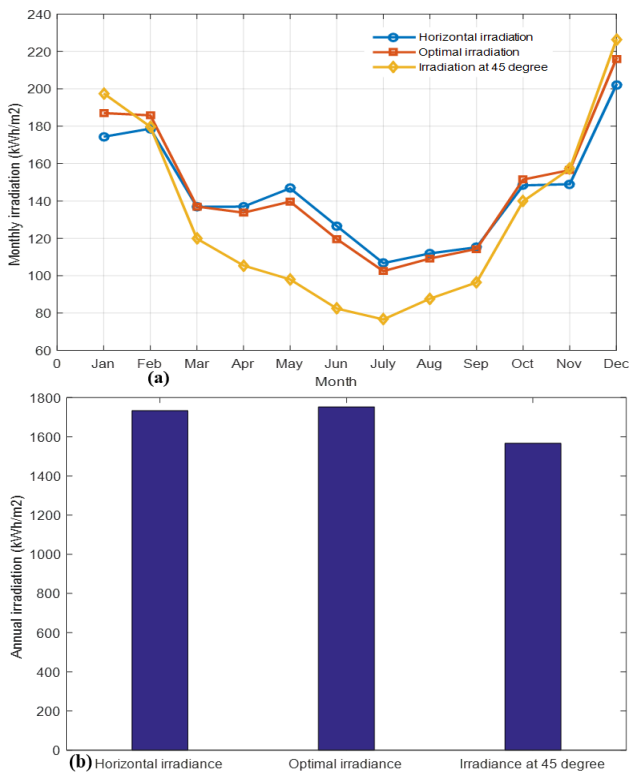 240
220
200
180
160
140
120
100
80
60
Monthly irradiation (kWh/m2)
Horizontal irradiation
Optimal irradiation
Irradiation at 45 degree
0 Jan Feb Mar Apr May Jun July Aug Sep Oct Nov Dec
(a)
Month
1800
1600
1400
1200
1000
800
600
400
200
0
Annual irradiation (kWh/m2)
(b)
Horizontal irradiance Optimal irradiance Irradiance at 45 degree